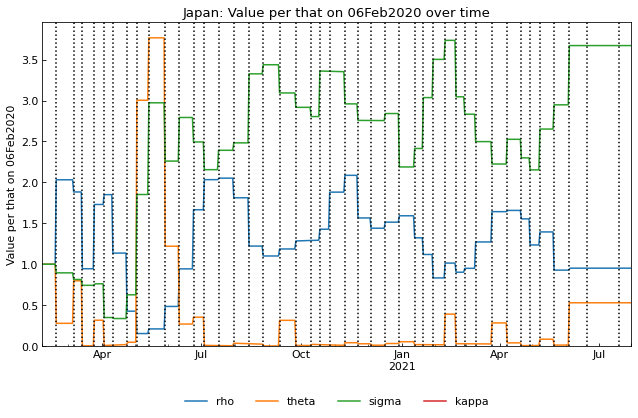 Japan: Value per that on 06Feb2020 over time
Value per that on 06Feb2020
3.5
3.0
2.5
2.0
1.5
1.0
0.5
0.0
Apr Jul Oct Jan Apr Jul
2021
rho theta sigma kappa